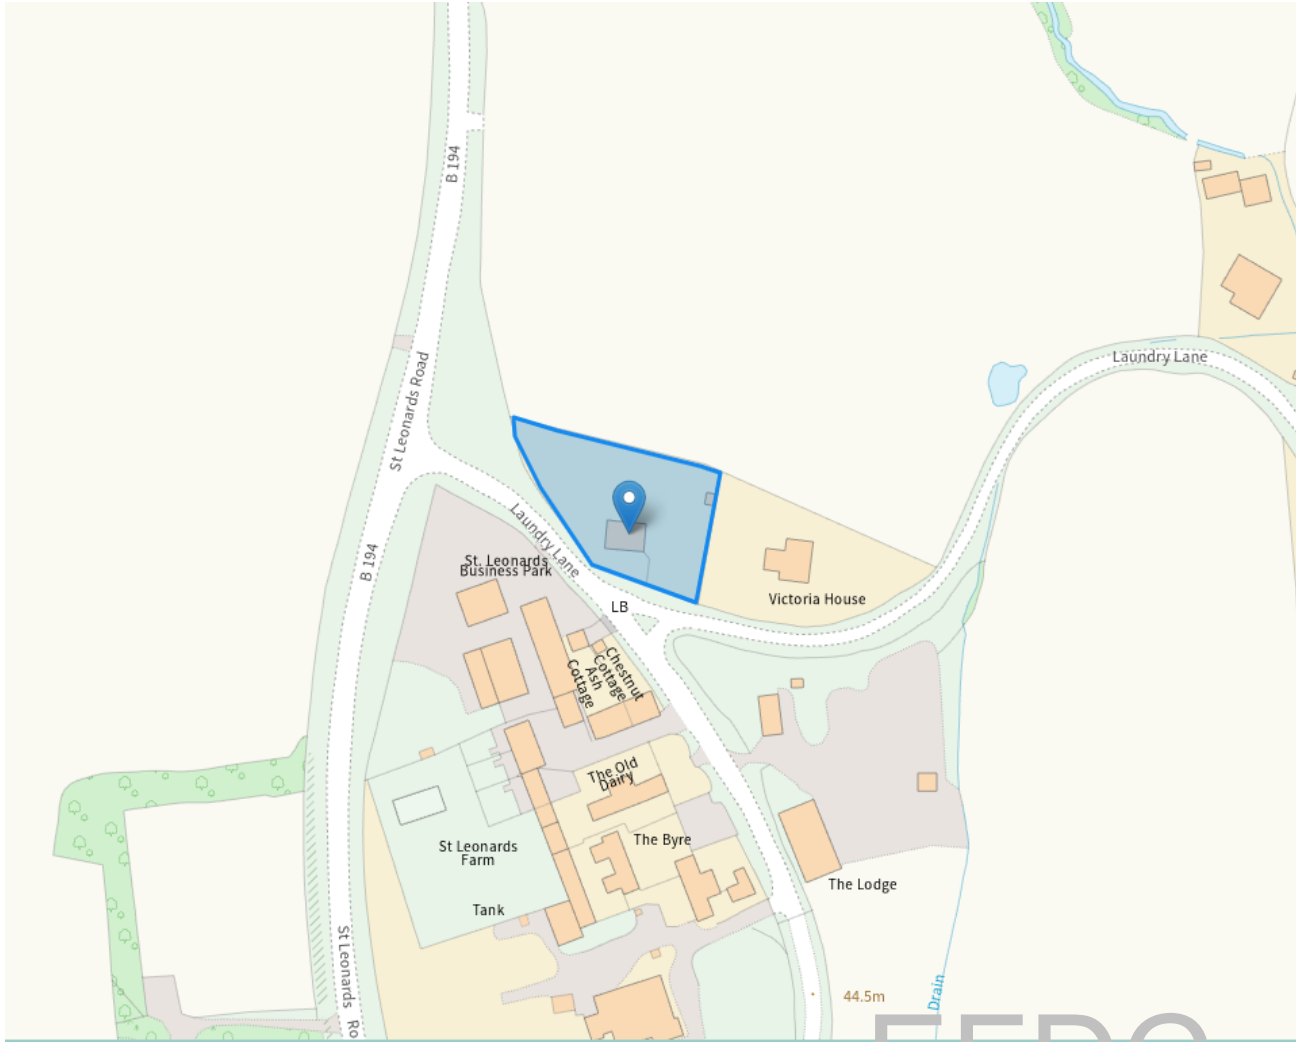 B 194
Laundry Lane
St Leonards Road
Laundry Lane
St. Leonards
Business Park
B 194
LB
Victoria House
Chestnut
Cottage
Ash
Cottage
The Old
Dairy
The Byre
St Leonards
Farm
The Lodge
Tank
St Leonards Ro
44.5m
Drain